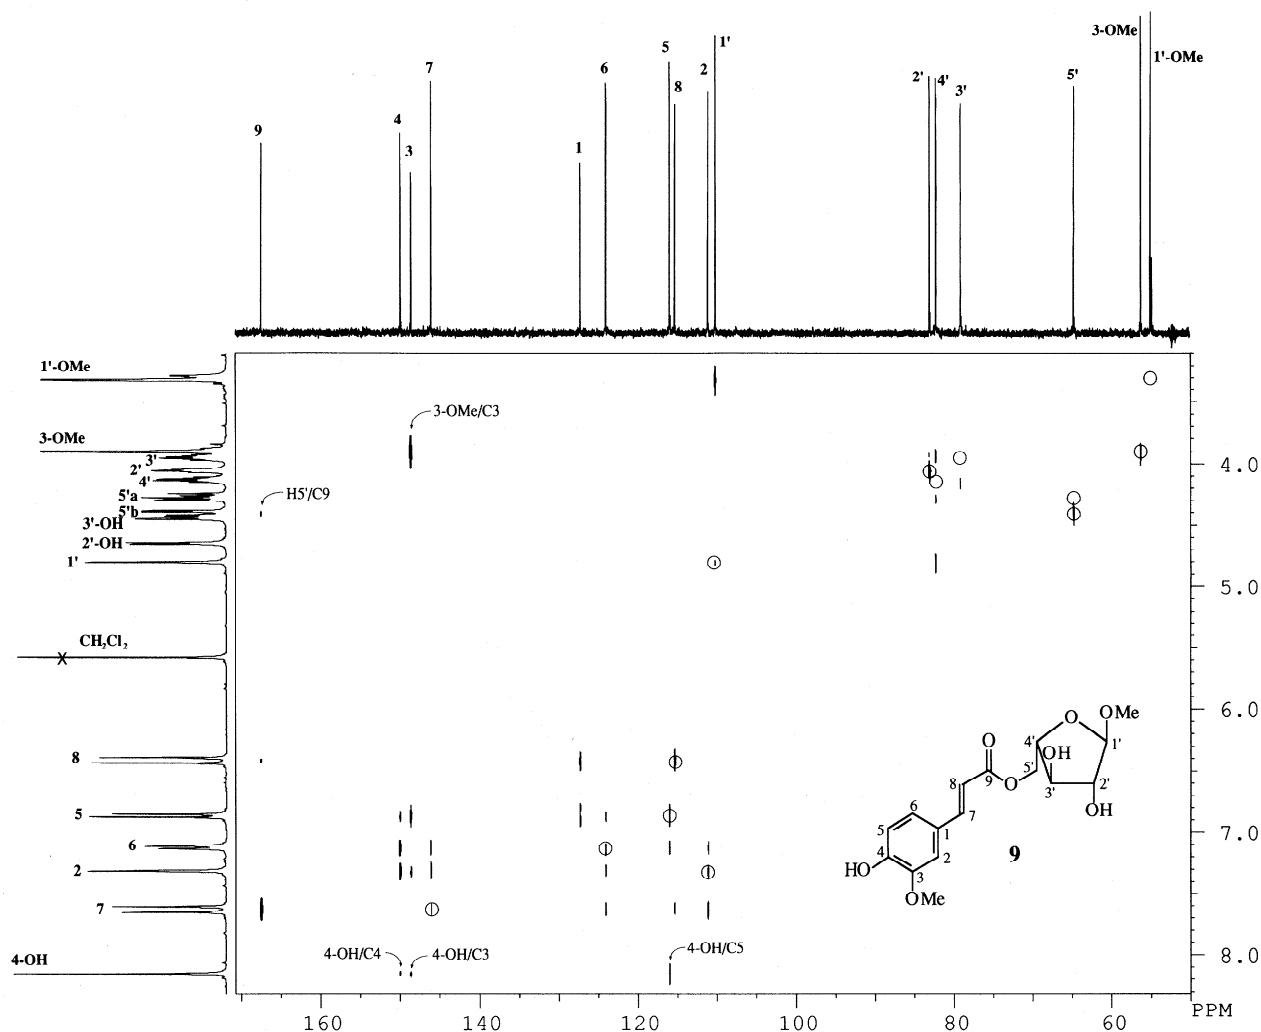 3-OMe
1'-OMe
9
4
3
7
1
6
5
8
2
1'
2'
4'
3'
5'
1'-OMe
3-OMe
3'
2'
4'
5'a
5'b
3'-OH
2'-OH
1'
CH2Cl2
X
8
5
6
2
7
4-OH
3-OMe/C3
H5'/C9
4-OH/C4
4-OH/C3
4-OH/C5
4.0
5.0
6.0
7.0
8.0
160
140
120
100
80
60
PPM
O
OMe
O
4'
OH
1'
5'
8
9
O
3'
2'
OH
6
7
5
1
4
2
HO
3
OMe
9